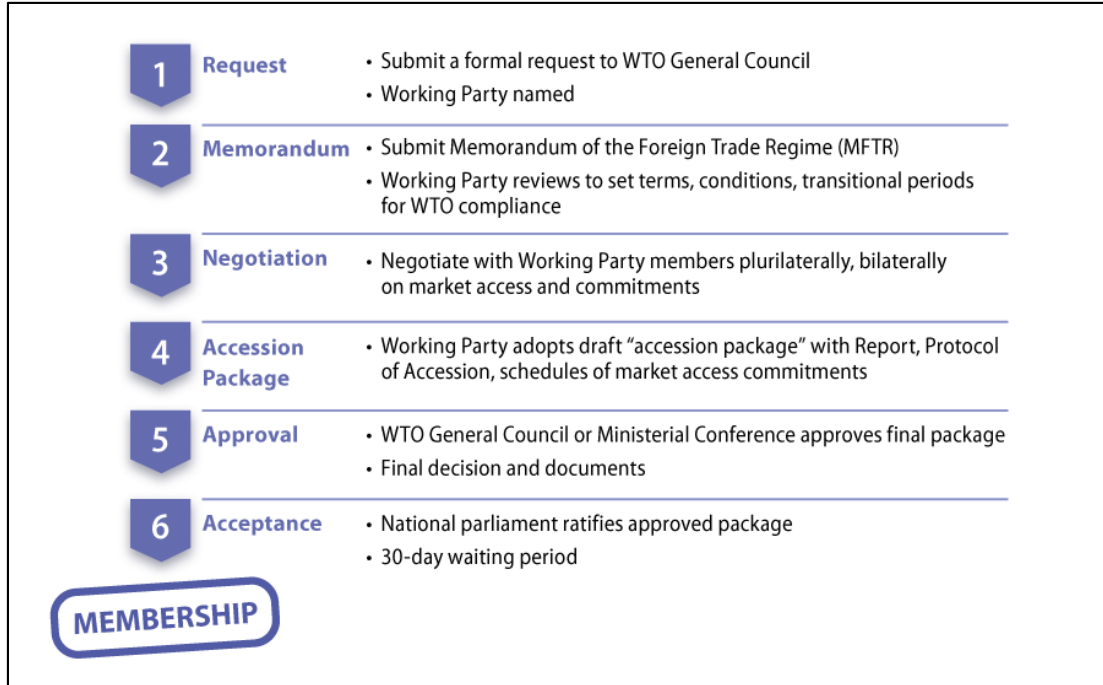 1 Request • Submit a formal request to WTO General Council
• Working Party named
2 Memorandum • Submit Memorandum of the Foreign Trade Regime (MFTR)
• Working Party reviews to set terms, conditions, transitional periods
for WTO compliance
3 Negotiation • Negotiate with Working Party members plurilaterally, bilaterally
on market access and commitments
4 Accession • Working Party adopts draft “accession package” with Report, Protocol
Package of Accession, schedules of market access commitments
5 Approval • WTO General Council or Ministerial Conference approves final package
• Final decision and documents
6 Acceptance • National parliament ratifies approved package
• 30-day waiting period
MEMBERSHIP